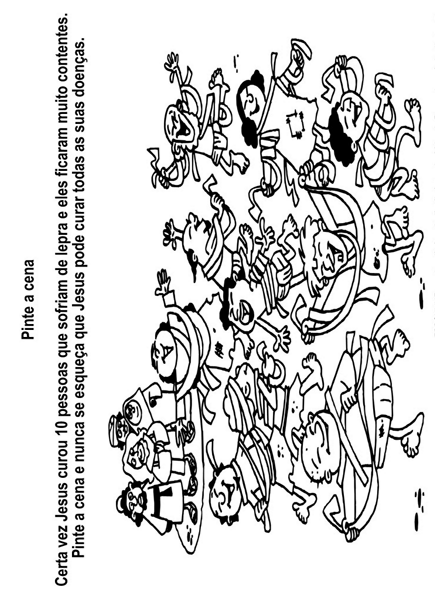 Pinte a cena
Certa vez Jesus curou 10 pessoas que sofriam de lepra e eles ficaram muito contentes.
Pinte a cena e nunca se esqueça que Jesus pode curar todas as suas doenças.